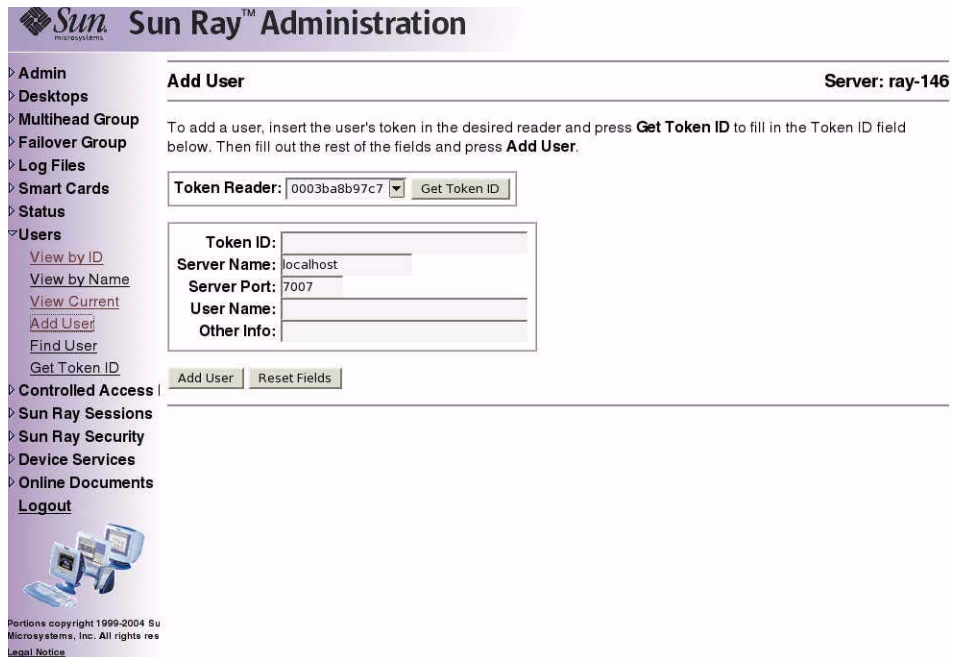 Sun microsystems Sun Ray™ Administration
Admin
Desktops
Multihead Group
Failover Group
Log Files
Smart Cards
Status
Users
View by ID
View by Name
View Current
Add User
Find User
Get Token ID
Controlled Access
Sun Ray Sessions
Sun Ray Security
Device Services
Online Documents
Logout
Portions copyright 1999-2004 Su
Microsystems, Inc. All rights res
Legal Notice
Add User Server: ray-146
To add a user, insert the user's token in the desired reader and press Get Token ID to fill in the Token ID field
below. Then fill out the rest of the fields and press Add User.
Token Reader: 0003ba8b97c7 Get Token ID
Token ID:
Server Name: localhost
Server Port: 7007
User Name:
Other Info:
Add User Reset Fields